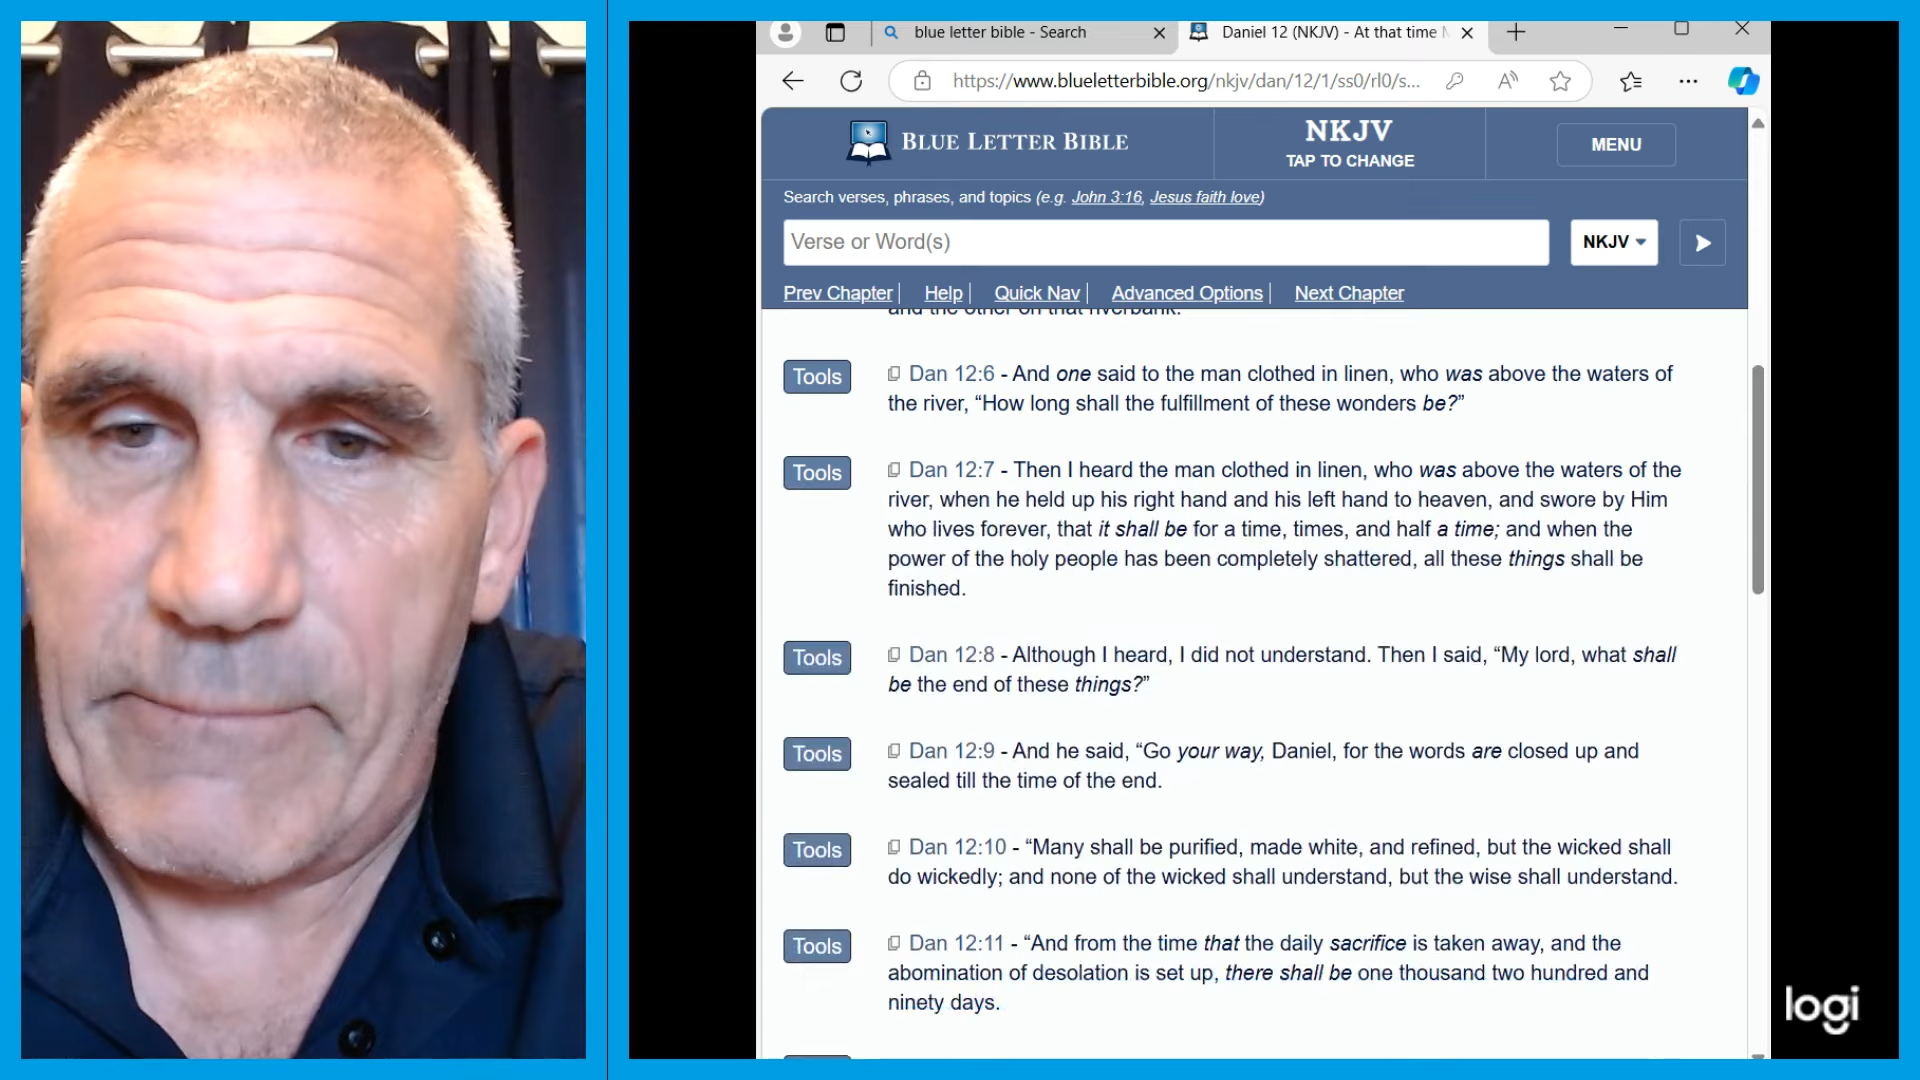 blue letter bible - Search
Daniel 12 (NKJV) - At that time
https://www.blueletterbible.org/nkjv/dan/12/1/ss0/rl0/s...
BLUE LETTER BIBLE
NKJV
TAP TO CHANGE
MENU
Search verses, phrases, and topics (e.g. John 3:16, Jesus faith love)
Verse or Word(s)
NKJV
Prev Chapter | Help | Quick Nav | Advanced Options | Next Chapter
and the other on that riverbank.
Tools
Dan 12:6 - And one said to the man clothed in linen, who was above the waters of
the river, “How long shall the fulfillment of these wonders be?”
Tools
Dan 12:7 - Then I heard the man clothed in linen, who was above the waters of the
river, when he held up his right hand and his left hand to heaven, and swore by Him
who lives forever, that it shall be for a time, times, and half a time; and when the
power of the holy people has been completely shattered, all these things shall be
finished.
Tools
Dan 12:8 - Although I heard, I did not understand. Then I said, “My lord, what shall
be the end of these things?”
Tools
Dan 12:9 - And he said, “Go your way, Daniel, for the words are closed up and
sealed till the time of the end.
Tools
Dan 12:10 - “Many shall be purified, made white, and refined, but the wicked shall
do wickedly; and none of the wicked shall understand, but the wise shall understand.
Tools
Dan 12:11 - “And from the time that the daily sacrifice is taken away, and the
abomination of desolation is set up, there shall be one thousand two hundred and
ninety days.
logi